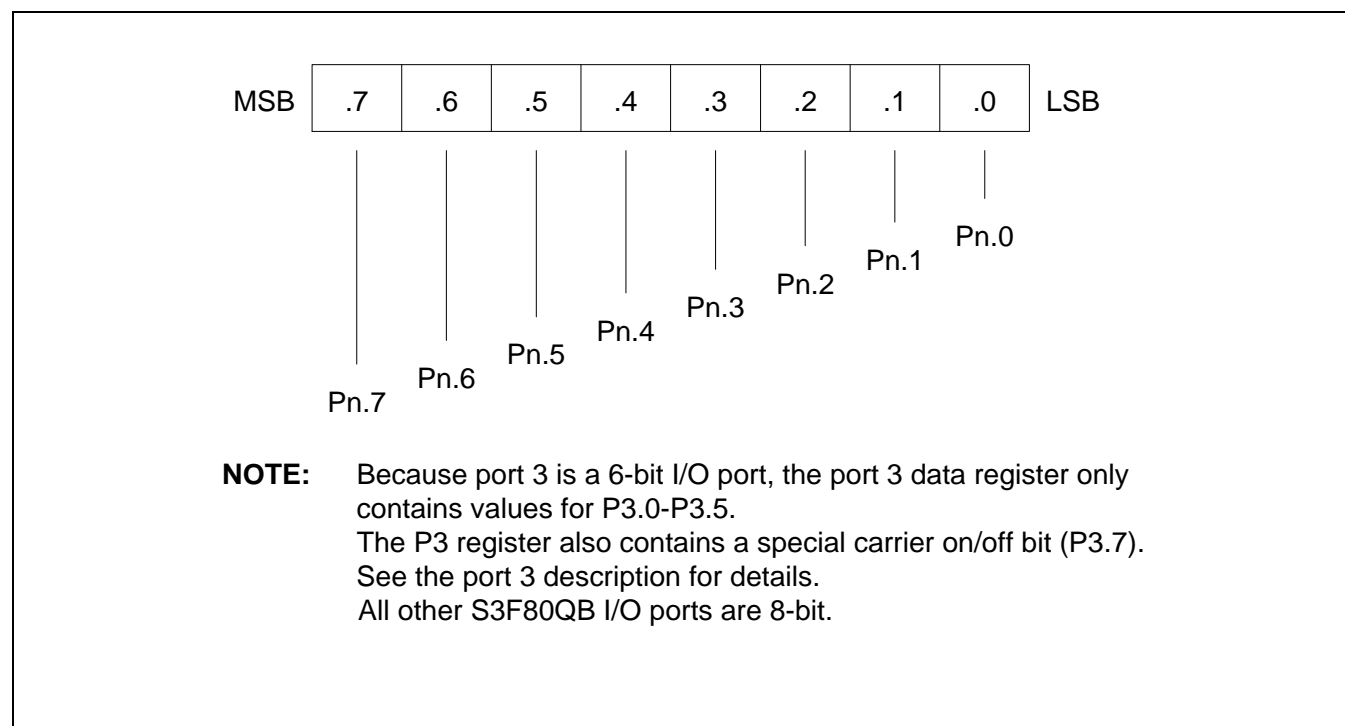 MSB .7 .6 .5 .4 .3 .2 .1 .0 LSB
Pn.0
Pn.1
Pn.2
Pn.3
Pn.4
Pn.5
Pn.6
Pn.7
NOTE: Because port 3 is a 6-bit I/O port, the port 3 data register only
contains values for P3.0-P3.5.
The P3 register also contains a special carrier on/off bit (P3.7).
See the port 3 description for details.
All other S3F80QB I/O ports are 8-bit.